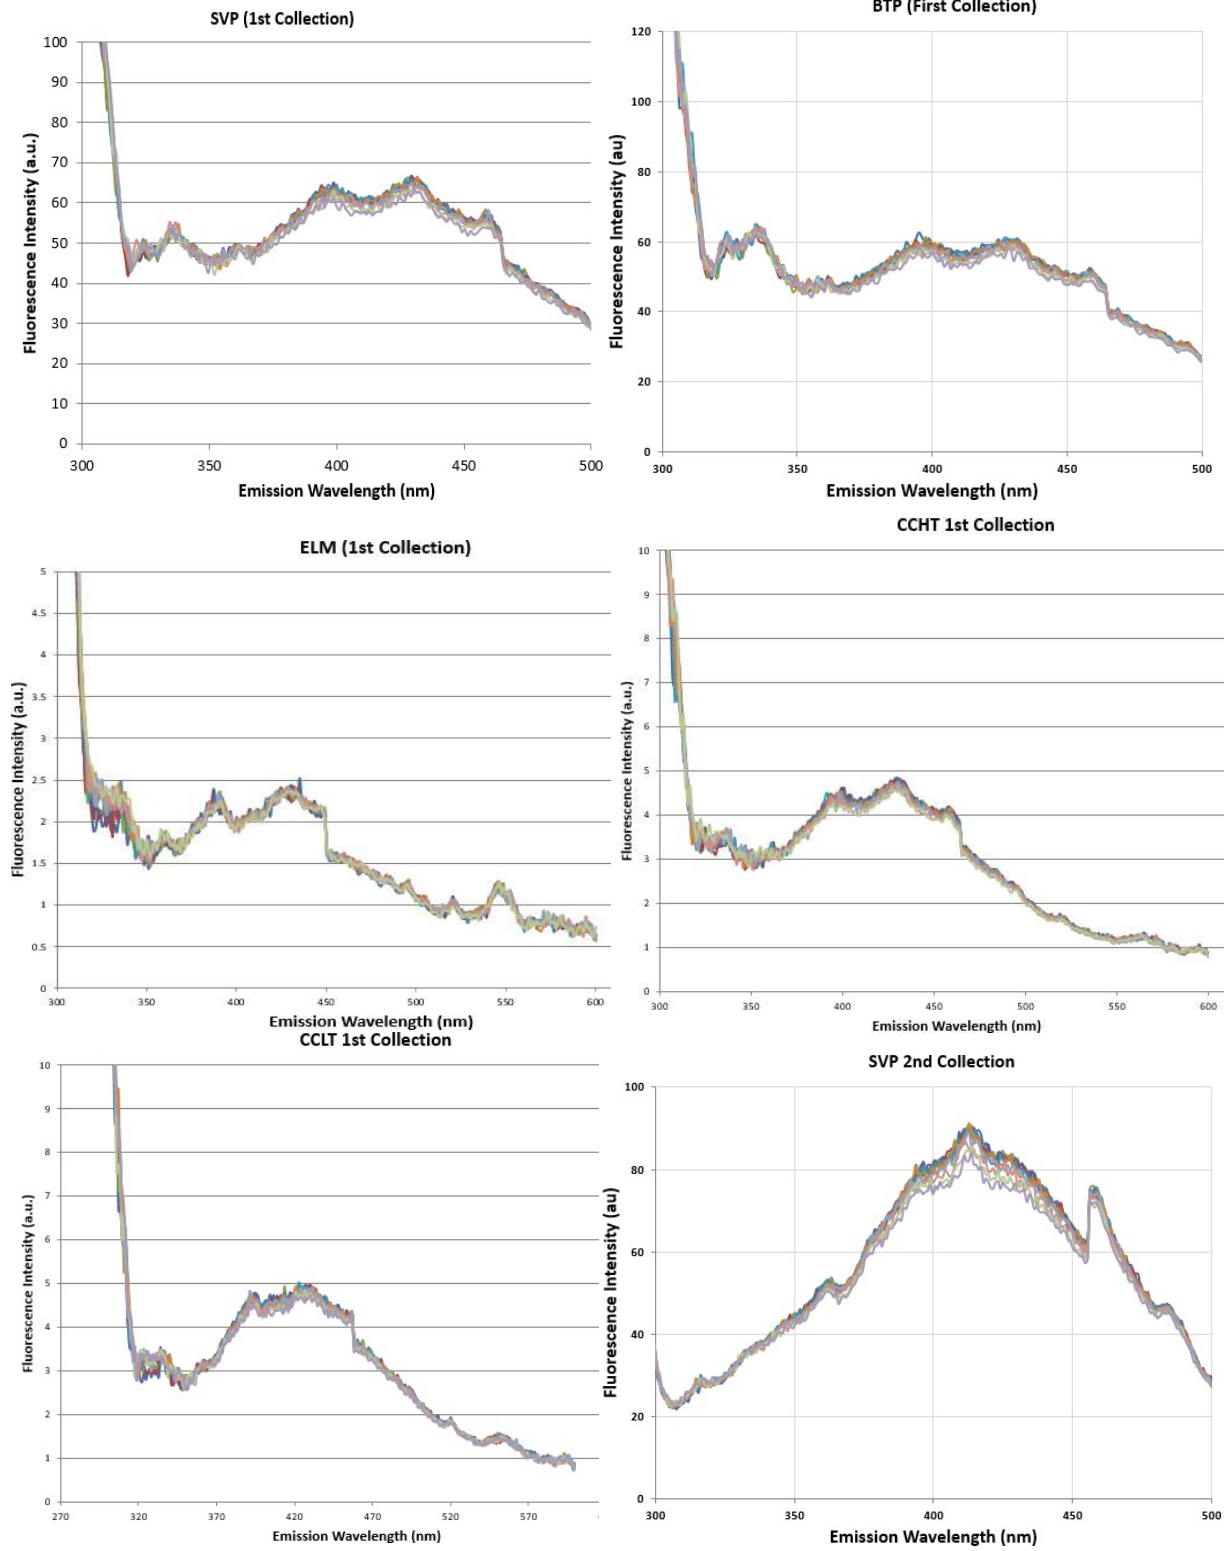 SVP (1st Collection)
Fluorescence Intensity (a.u.)
100
90
80
70
60
50
40
30
20
10
0
300 350 400 450 500
Emission Wavelength (nm)
BTP (First Collection)
Fluorescence Intensity (au)
120
100
80
60
40
20
0
300 350 400 450 500
Emission Wavelength (nm)
ELM (1st Collection)
Fluorescence Intensity (a.u.)
5
4.5
4
3.5
3
2.5
2
1.5
1
0.5
0
300 350 400 450 500 550 600
Emission Wavelength (nm)
CCHT 1st Collection
Fluorescence Intensity (a.u.)
10
9
8
7
6
5
4
3
2
1
0
300 350 400 450 500 550 600
Emission Wavelength (nm)
CCLT 1st Collection
Fluorescence Intensity (a.u.)
10
9
8
7
6
5
4
3
2
1
0
270 320 370 420 470 520 570
Emission Wavelength (nm)
SVP 2nd Collection
Fluorescence Intensity (au)
100
80
60
40
20
0
300 350 400 450 500
Emission Wavelength (nm)